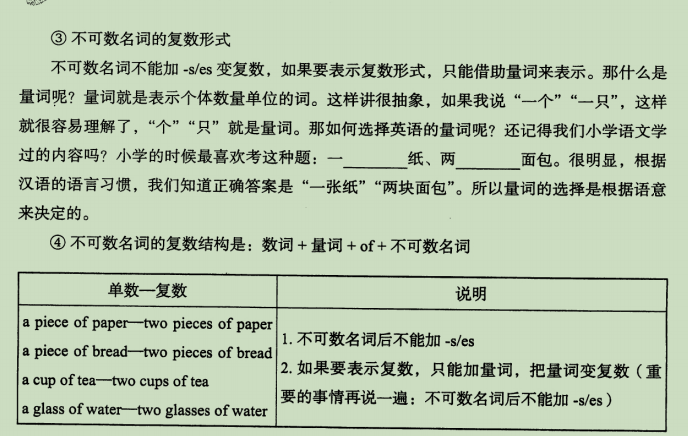 ③ 不可数名词的复数形式
不可数名词不能加 -s/es 变复数，如果要表示复数形式，只能借助量词来表示。那什么是
量词呢？量词就是表示个体数量单位的词。这样讲很抽象，如果我说“一个”“一只”，这样
就很容易理解了，“个”“只”就是量词。那如何选择英语的量词呢？还记得我们小学语文学
过的内容吗？小学的时候最喜欢考这种题：一________纸、两________面包。很明显，根据
汉语的语言习惯，我们知道正确答案是“一张纸”“两块面包”。所以量词的选择是根据语意
来决定的。
④ 不可数名词的复数结构是：数词 + 量词 + of + 不可数名词
单数—复数
说明
a piece of paper—two pieces of paper
a piece of bread—two pieces of bread
a cup of tea—two cups of tea
a glass of water—two glasses of water
1. 不可数名词后不能加 -s/es
2. 如果要表示复数，只能加量词，把量词变复数（重
要的事情再说一遍：不可数名词后不能加 -s/es）